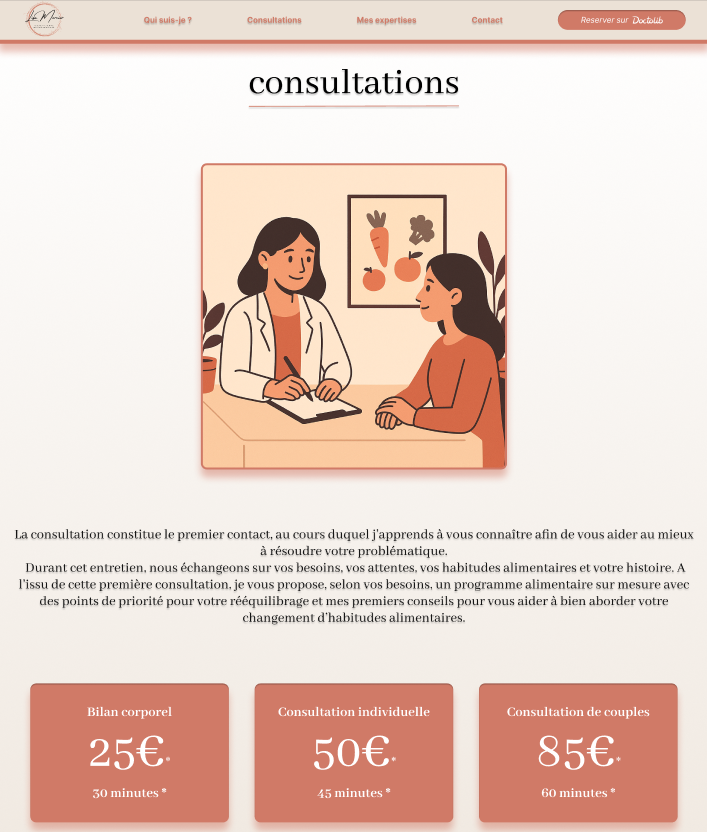 Qui suis-je ?
Consultations
Mes expertises
Contact
Reserver sur Doctolib
consultations
La consultation constitue le premier contact, au cours duquel j'apprends à vous connaître afin de vous aider au mieux
à résoudre votre problématique.
Durant cet entretien, nous échangeons sur vos besoins, vos attentes, vos habitudes alimentaires et votre histoire. A
l'issu de cette première consultation, je vous propose, selon vos besoins, un programme alimentaire sur mesure avec
des points de priorité pour votre rééquilibrage et mes premiers conseils pour vous aider à bien aborder votre
changement d'habitudes alimentaires.
Bilan corporel
25€*
30 minutes *
Consultation individuelle
50€*
45 minutes *
Consultation de couples
85€*
60 minutes *